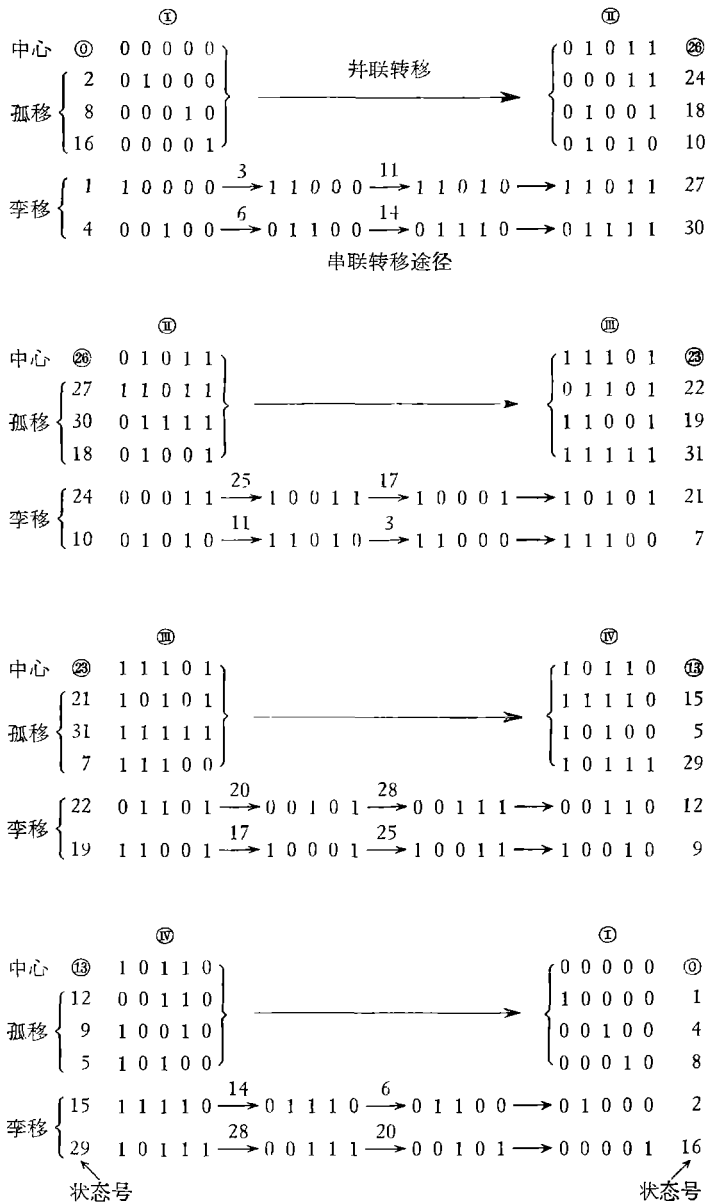 Ⓘ Ⅱ
中心 ⓪ 0 0 0 0 0 并联转移 0 1 0 1 1 ㉖
孤移 2 0 1 0 0 0 0 0 0 1 1 24
8 0 0 0 1 0 0 1 0 0 1 18
16 0 0 0 0 1 0 1 0 1 0 10
孪移 1 1 0 0 0 0 3→ 1 1 0 0 0 11→ 1 1 0 1 0 → 1 1 0 1 1 27
4 0 0 1 0 0 6→ 0 1 1 0 0 14→ 0 1 1 1 0 → 0 1 1 1 1 30
串联转移途径
Ⅱ Ⅲ
中心 ㉖ 0 1 0 1 1 1 1 1 0 1 ㉓
孤移 27 1 1 0 1 1 0 1 1 0 1 22
30 0 1 1 1 1 1 1 0 0 1 19
18 0 1 0 0 1 1 1 1 1 1 31
孪移 24 0 0 0 1 1 25→ 1 0 0 1 1 17→ 1 0 0 0 1 → 1 0 1 0 1 21
10 0 1 0 1 0 11→ 1 1 0 1 0 3→ 1 1 0 0 0 → 1 1 1 0 0 7
Ⅲ Ⅳ
中心 ㉓ 1 1 1 0 1 1 0 1 1 0 ⑬
孤移 21 1 0 1 0 1 1 1 1 1 0 15
31 1 1 1 1 1 1 0 1 0 0 5
7 1 1 1 0 0 1 0 1 1 1 29
孪移 22 0 1 1 0 1 20→ 0 0 1 0 1 28→ 0 0 1 1 1 → 0 0 1 1 0 12
19 1 1 0 0 1 17→ 1 0 0 0 1 25→ 1 0 0 1 1 → 1 0 0 1 0 9
Ⅳ Ⓘ
中心 ⑬ 1 0 1 1 0 0 0 0 0 0 ⓪
孤移 12 0 0 1 1 0 1 0 0 0 0 1
9 1 0 0 1 0 0 0 1 0 0 4
5 1 0 1 0 0 0 0 0 1 0 8
孪移 15 1 1 1 1 0 14→ 0 1 1 1 0 6→ 0 1 1 0 0 → 0 1 0 0 0 2
29 1 0 1 1 1 28→ 0 0 1 1 1 20→ 0 0 1 0 1 → 0 0 0 0 1 16
状态号 状态号